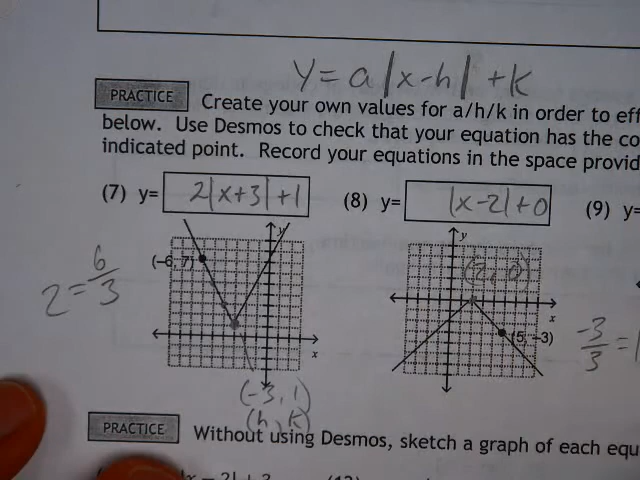 y = a |x-h| + k
PRACTICE Create your own values for a/h/k in order to eff
below. Use Desmos to check that your equation has the co
indicated point. Record your equations in the space provid
(7) y= 2|x+3|+1 (8) y= |x-2|+0 (9) y=
y y
(-6,7) (2,0)
2=6/3
x x
(5,-3) -3/3=1
(-3,1)
(h,k)
PRACTICE Without using Desmos, sketch a graph of each equ